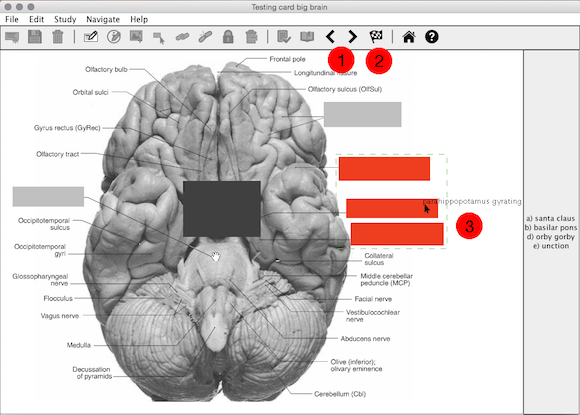 Testing card big brain
File Edit Study Navigate Help
1
2
Frontal pole
Olfactory bulb
Longitundinal fissure
Orbital sulci
Olfactory sulcus (OlfSul)
Gyrus rectus (GyRec)
Olfactory tract
parahippopotamus gyrating
3
Occipitotemporal
sulcus
a) santa claus
b) basilar pons
d) orby gorby
e) unction
Occipitotemporal
gyri
Collateral
sulcus
Glossopharyngeal
nerve
Middle cerebellar
peduncle (MCP)
Flocculus
Facial nerve
Vagus nerve
Vestibulocochlear
nerve
Abducens nerve
Medulla
Olive (inferior);
olivary eminence
Decussation
of pyramids
Cerebellum (Cbl)